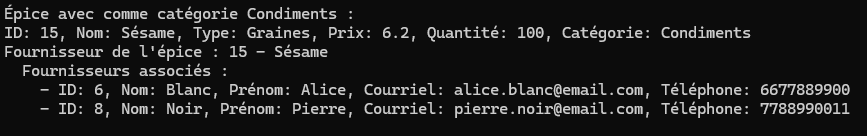 Épice avec comme catégorie Condiments :
ID: 15, Nom: Sésame, Type: Graines, Prix: 6.2, Quantité: 100, Catégorie: Condiments
Fournisseur de l'épice : 15 - Sésame
  Fournisseurs associés :
    - ID: 6, Nom: Blanc, Prénom: Alice, Courriel: alice.blanc@email.com, Téléphone: 6677889900
    - ID: 8, Nom: Noir, Prénom: Pierre, Courriel: pierre.noir@email.com, Téléphone: 7788990011